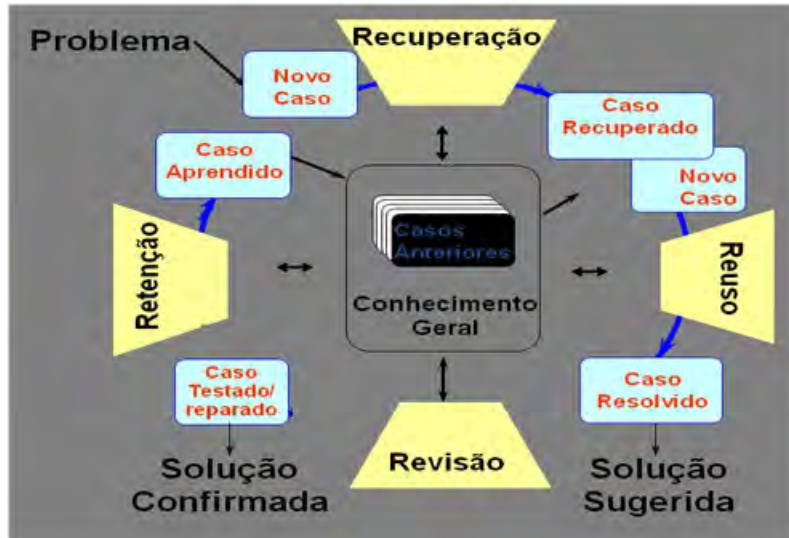 Problema
Recuperação
Novo
Caso
Caso
Recuperado
Caso
Aprendido
Novo
Caso
Casos
Anteriores
Retenção
Reuso
Conhecimento
Geral
Caso
Testado/
reparado
Caso
Resolvido
Revisão
Solução
Confirmada
Solução
Sugerida